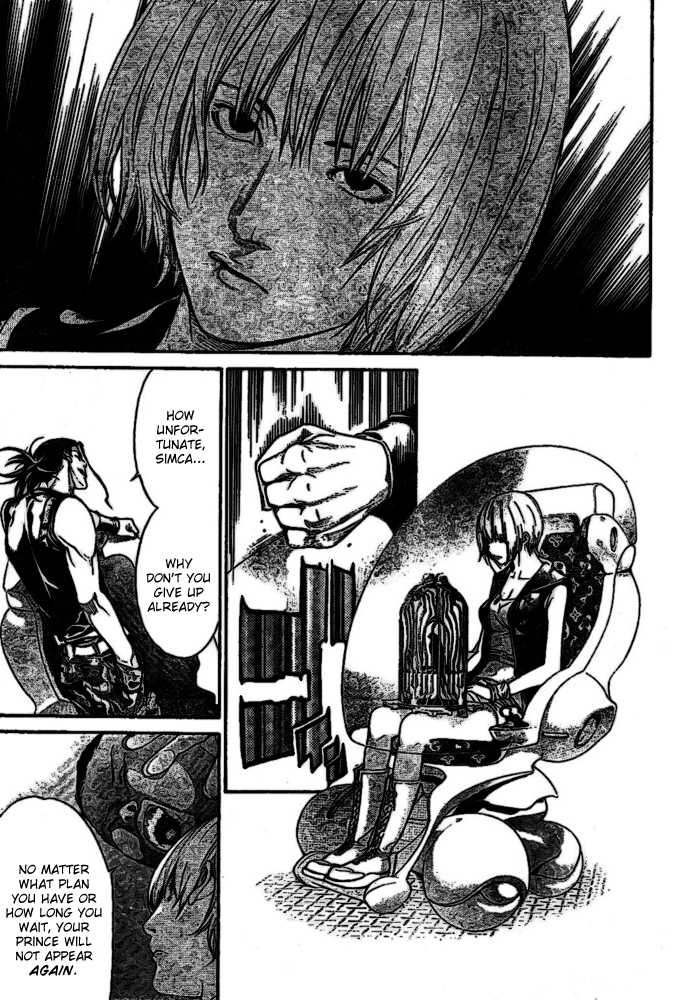 HOW
UNFOR-
TUNATE,
SIMCA...
WHY
DON'T YOU
GIVE UP
ALREADY?
NO MATTER
WHAT PLAN
YOU HAVE OR
HOW LONG YOU
WAIT, YOUR
PRINCE WILL
NOT APPEAR
AGAIN.